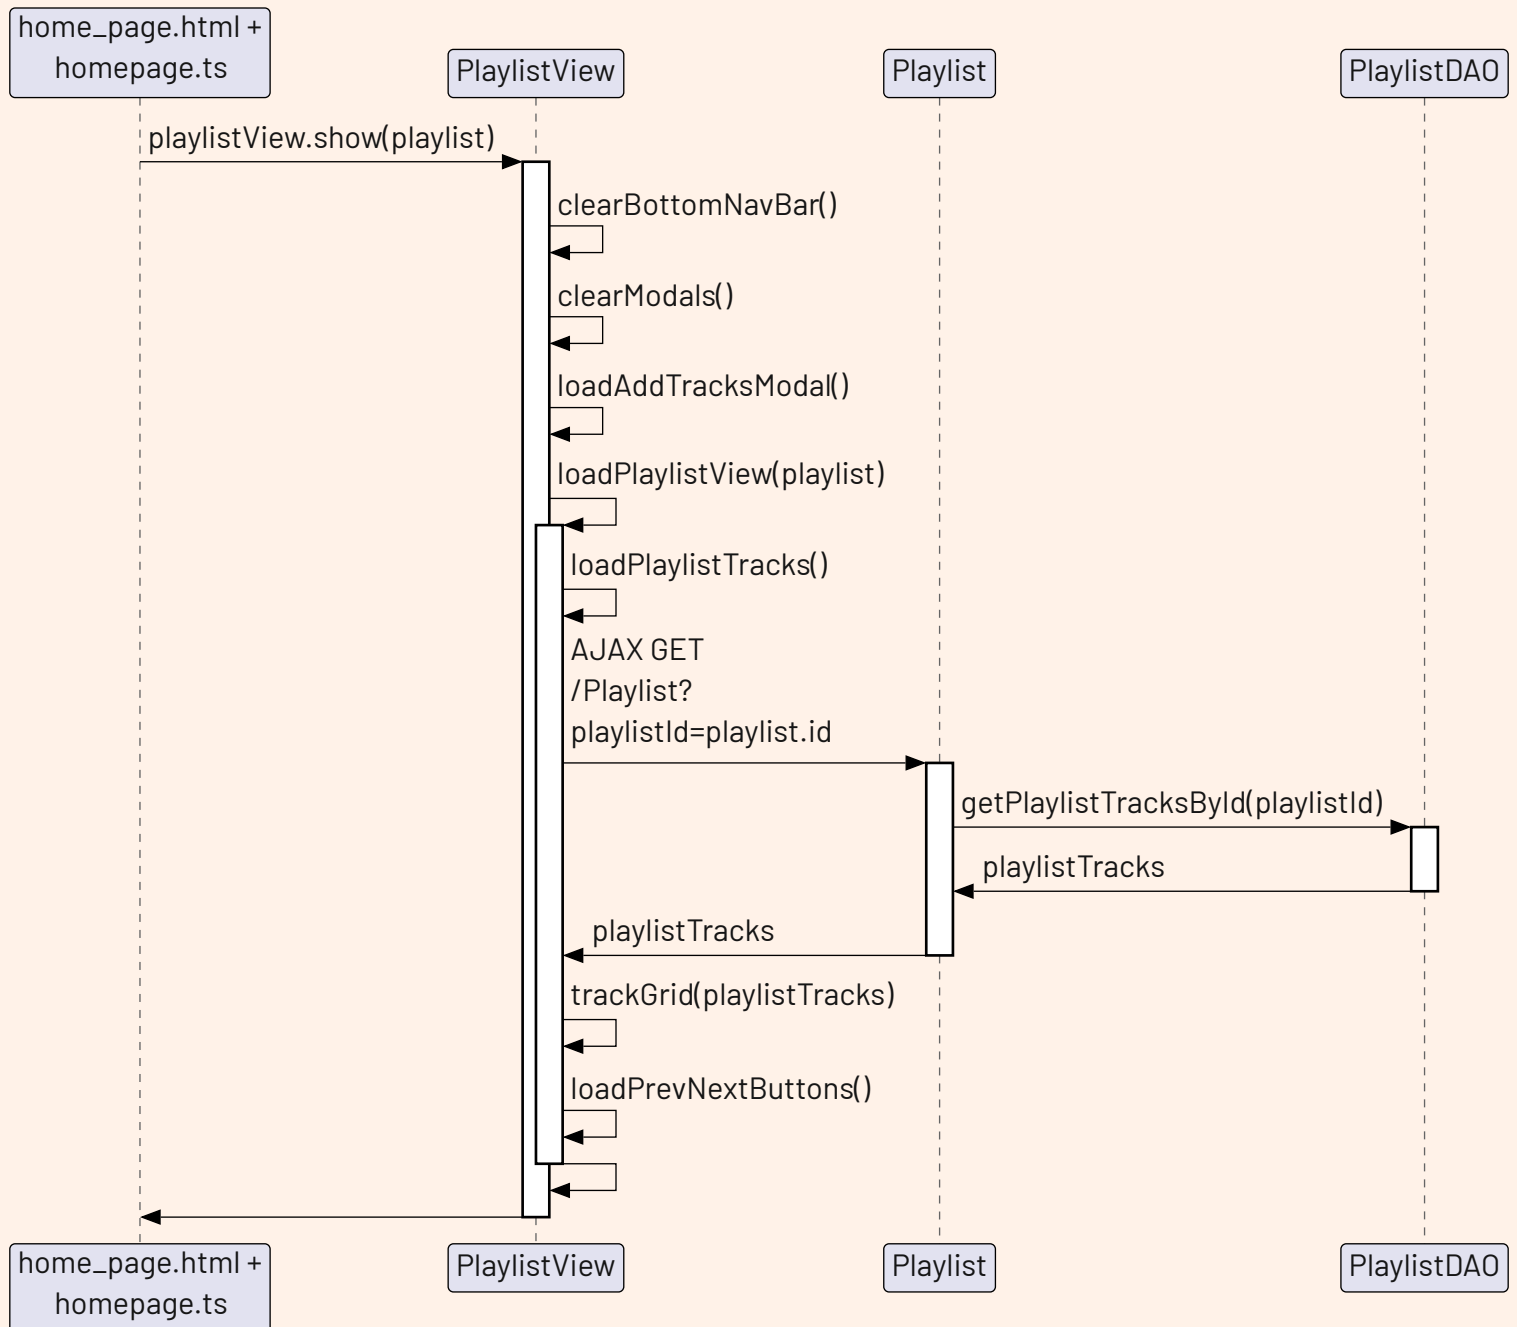 home_page.html +
homepage.ts
PlaylistView
Playlist
PlaylistDAO
playlistView.show(playlist)
clearBottomNavBar()
clearModals()
loadAddTracksModal()
loadPlaylistView(playlist)
loadPlaylistTracks()
AJAX GET
/Playlist?
playlistId=playlist.id
getPlaylistTracksById(playlistId)
playlistTracks
playlistTracks
trackGrid(playlistTracks)
loadPrevNextButtons()
home_page.html +
homepage.ts
PlaylistView
Playlist
PlaylistDAO